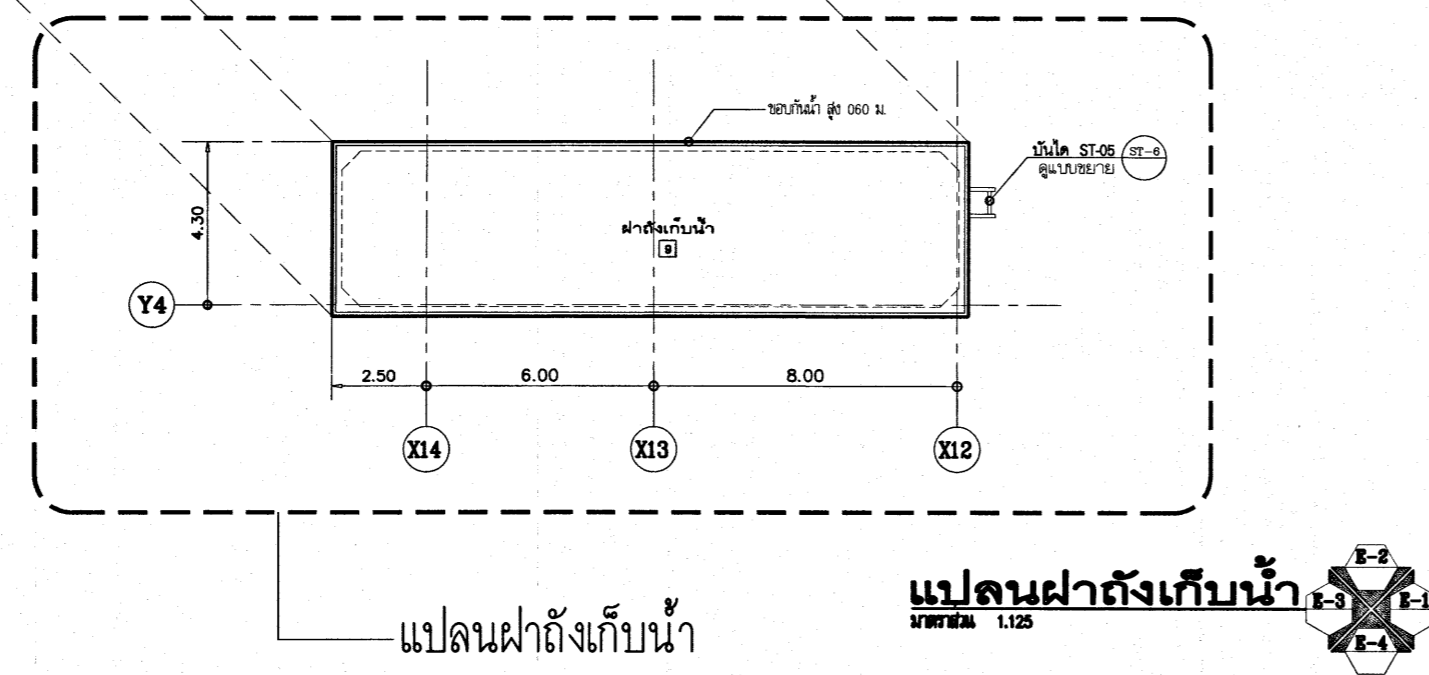 ขอบกันน้ำ สูง 060 ม.
บันได ST-05
ดูแบบขยาย
ST-6
4.30
ฝาถังเก็บน้ำ
9
Y4
2.50
6.00
8.00
X14
X13
X12
แปลนฝาถังเก็บน้ำ
แปลนฝาถังเก็บน้ำ
มาตราส่วน 1.125
E-2
E-3
E-1
E-4